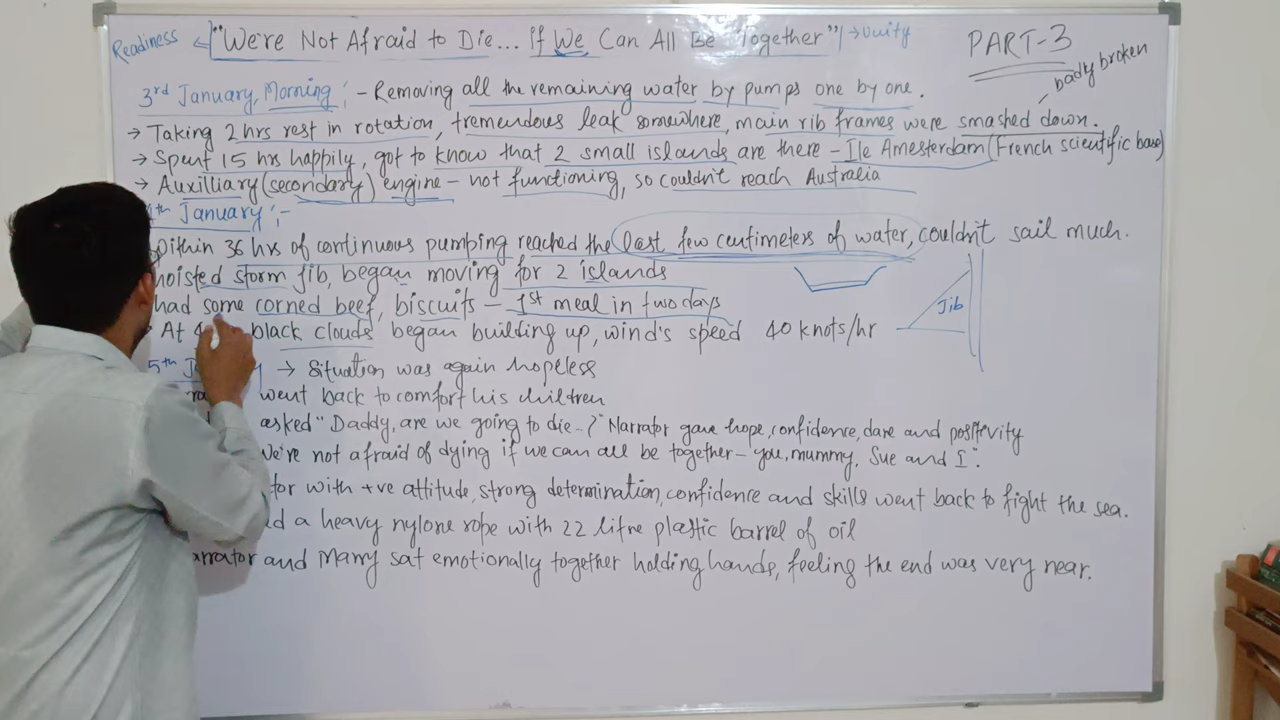 Readiness ← "We're Not Afraid to Die... if We Can All Be Together" → Unity
PART-3
body broken
3rd January, Morning :- Removing all the remaining water by pumps one by one.
→ Taking 2 hrs rest in rotation, tremendous leak somewhere, main rib frames were smashed down.
→ Spent 15 hrs happily, got to know that 2 small islands are there - Ile Amesterdam (French scientific base)
→ Auxilliary (secondary) engine - not functioning, so couldn't reach Australia
4th January :-
Within 36 hrs of continuous pumping reached the last few centimeters of water, couldn't sail much.
hoisted storm jib, began moving for 2 islands
Jib
had some corned beef, biscuits - 1st meal in two days
At 4 black clouds began building up, wind's speed 40 knots/hr
5th J → Situation was again hopeless
went back to comfort his children
asked "Daddy, are we going to die-?" Narrator gave hope, confidence, dare and positivity
We're not afraid of dying if we can all be together - you, mummy, Sue and I".
tor with +ve attitude, strong determination, confidence and skills went back to fight the sea.
a heavy nylone rope with 22 litre plastic barrel of oil
arrator and Marry sat emotionally together holding hands, feeling the end was very near.